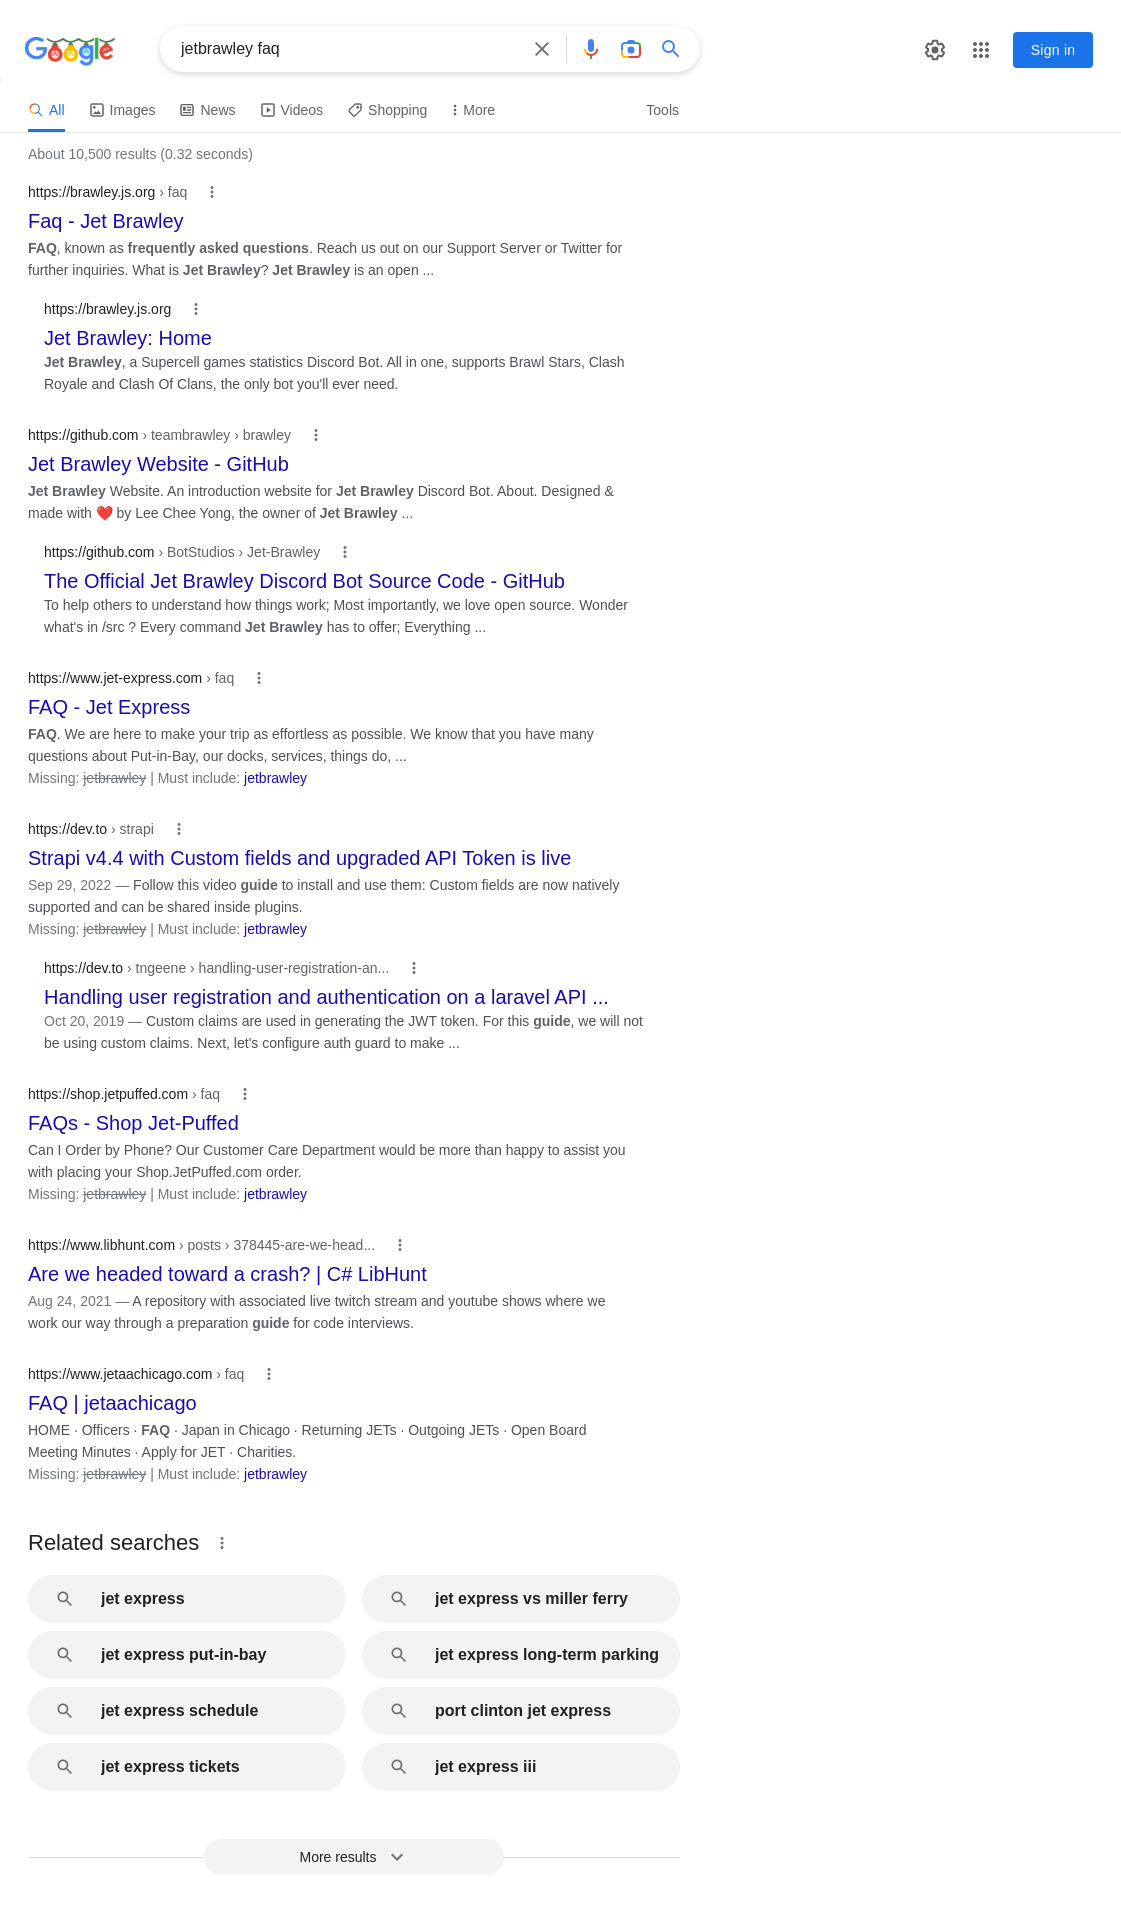 Google
jetbrawley faq
Sign in
All
Images
News
Videos
Shopping
More
Tools
About 10,500 results (0.32 seconds)
https://brawley.js.org › faq
Faq - Jet Brawley
FAQ, known as frequently asked questions. Reach us out on our Support Server or Twitter for
further inquiries. What is Jet Brawley? Jet Brawley is an open ...
https://brawley.js.org
Jet Brawley: Home
Jet Brawley, a Supercell games statistics Discord Bot. All in one, supports Brawl Stars, Clash
Royale and Clash Of Clans, the only bot you'll ever need.
https://github.com › teambrawley › brawley
Jet Brawley Website - GitHub
Jet Brawley Website. An introduction website for Jet Brawley Discord Bot. About. Designed &
made with ❤️ by Lee Chee Yong, the owner of Jet Brawley ...
https://github.com › BotStudios › Jet-Brawley
The Official Jet Brawley Discord Bot Source Code - GitHub
To help others to understand how things work; Most importantly, we love open source. Wonder
what's in /src ? Every command Jet Brawley has to offer; Everything ...
https://www.jet-express.com › faq
FAQ - Jet Express
FAQ. We are here to make your trip as effortless as possible. We know that you have many
questions about Put-in-Bay, our docks, services, things do, ...
Missing: jetbrawley | Must include: jetbrawley
https://dev.to › strapi
Strapi v4.4 with Custom fields and upgraded API Token is live
Sep 29, 2022 — Follow this video guide to install and use them: Custom fields are now natively
supported and can be shared inside plugins.
Missing: jetbrawley | Must include: jetbrawley
https://dev.to › tngeene › handling-user-registration-an...
Handling user registration and authentication on a laravel API ...
Oct 20, 2019 — Custom claims are used in generating the JWT token. For this guide, we will not
be using custom claims. Next, let's configure auth guard to make ...
https://shop.jetpuffed.com › faq
FAQs - Shop Jet-Puffed
Can I Order by Phone? Our Customer Care Department would be more than happy to assist you
with placing your Shop.JetPuffed.com order.
Missing: jetbrawley | Must include: jetbrawley
https://www.libhunt.com › posts › 378445-are-we-head...
Are we headed toward a crash? | C# LibHunt
Aug 24, 2021 — A repository with associated live twitch stream and youtube shows where we
work our way through a preparation guide for code interviews.
https://www.jetaachicago.com › faq
FAQ | jetaachicago
HOME · Officers · FAQ · Japan in Chicago · Returning JETs · Outgoing JETs · Open Board
Meeting Minutes · Apply for JET · Charities.
Missing: jetbrawley | Must include: jetbrawley
Related searches
jet express
jet express vs miller ferry
jet express put-in-bay
jet express long-term parking
jet express schedule
port clinton jet express
jet express tickets
jet express iii
More results